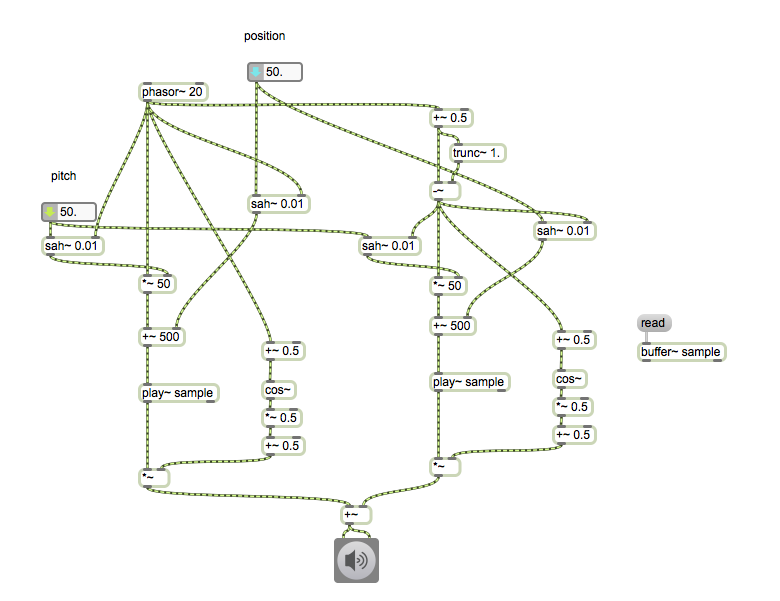 position
50.
phasor~ 20
+~ 0.5
trunc~ 1.
pitch
-~
50.
sah~ 0.01
sah~ 0.01
sah~ 0.01
sah~ 0.01
*~ 50
*~ 50
+~ 500
+~ 500
read
+~ 0.5
+~ 0.5
buffer~ sample
play~ sample
cos~
play~ sample
cos~
*~ 0.5
*~ 0.5
+~ 0.5
+~ 0.5
*~
*~
+~